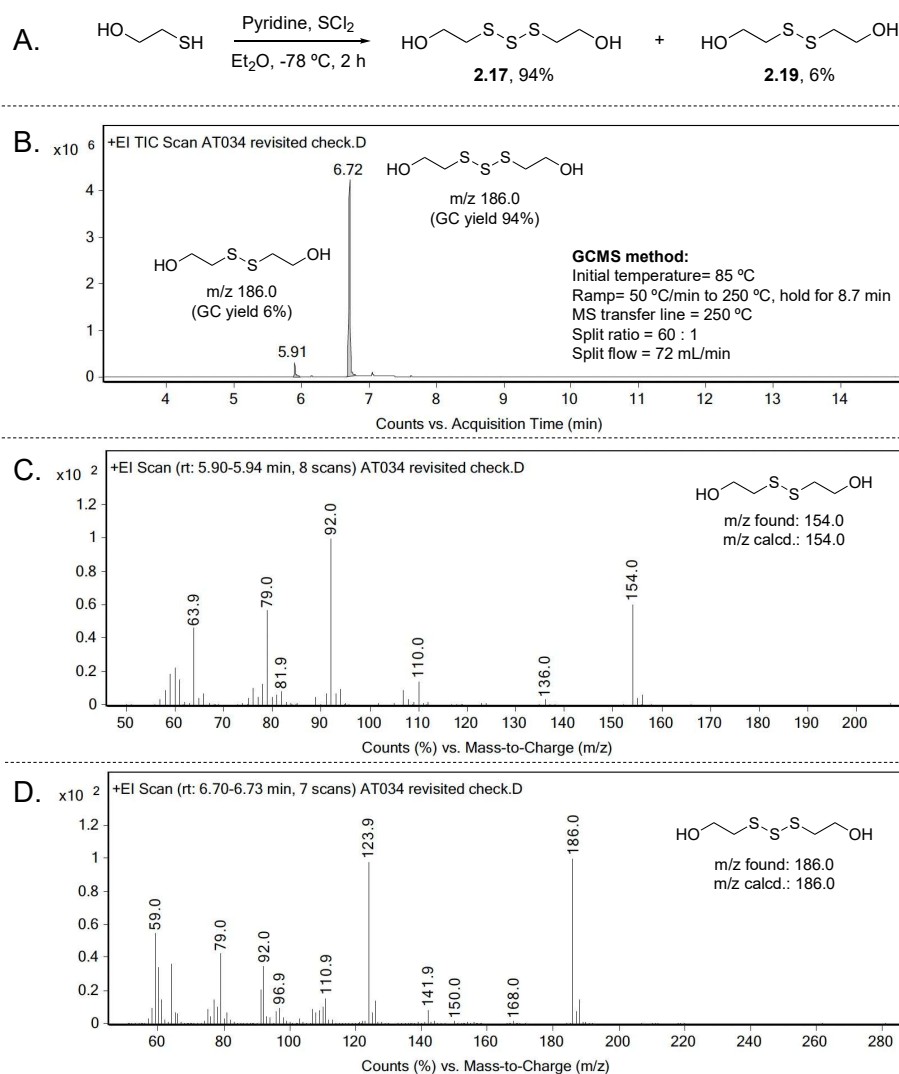 A.
HO
SH
Pyridine, SCl2
Et2O, -78 ºC, 2 h
HO S S S OH
2.17, 94%
+
HO S S OH
2.19, 6%
B.
x10 6
+EI TIC Scan AT034 revisited check.D
6.72
HO S S S OH
m/z 186.0
(GC yield 94%)
HO S S OH
m/z 186.0
(GC yield 6%)
5.91
GCMS method:
Initial temperature= 85 ºC
Ramp= 50 ºC/min to 250 ºC, hold for 8.7 min
MS transfer line = 250 ºC
Split ratio = 60 : 1
Split flow = 72 mL/min
4
3
2
1
0
4 5 6 7 8 9 10 11 12 13 14
Counts vs. Acquisition Time (min)
C.
x10 2
+EI Scan (rt: 5.90-5.94 min, 8 scans) AT034 revisited check.D
HO S S OH
m/z found: 154.0
m/z calcd.: 154.0
1.2
1
0.8
0.6
0.4
0.2
0
63.9
79.0
81.9
92.0
110.0
136.0
154.0
50 60 70 80 90 100 110 120 130 140 150 160 170 180 190 200
Counts (%) vs. Mass-to-Charge (m/z)
D.
x10 2
+EI Scan (rt: 6.70-6.73 min, 7 scans) AT034 revisited check.D
HO S S S OH
m/z found: 186.0
m/z calcd.: 186.0
1.2
1
0.8
0.6
0.4
0.2
0
59.0
79.0
92.0
96.9
110.9
123.9
141.9
150.0
168.0
186.0
60 80 100 120 140 160 180 200 220 240 260 280
Counts (%) vs. Mass-to-Charge (m/z)